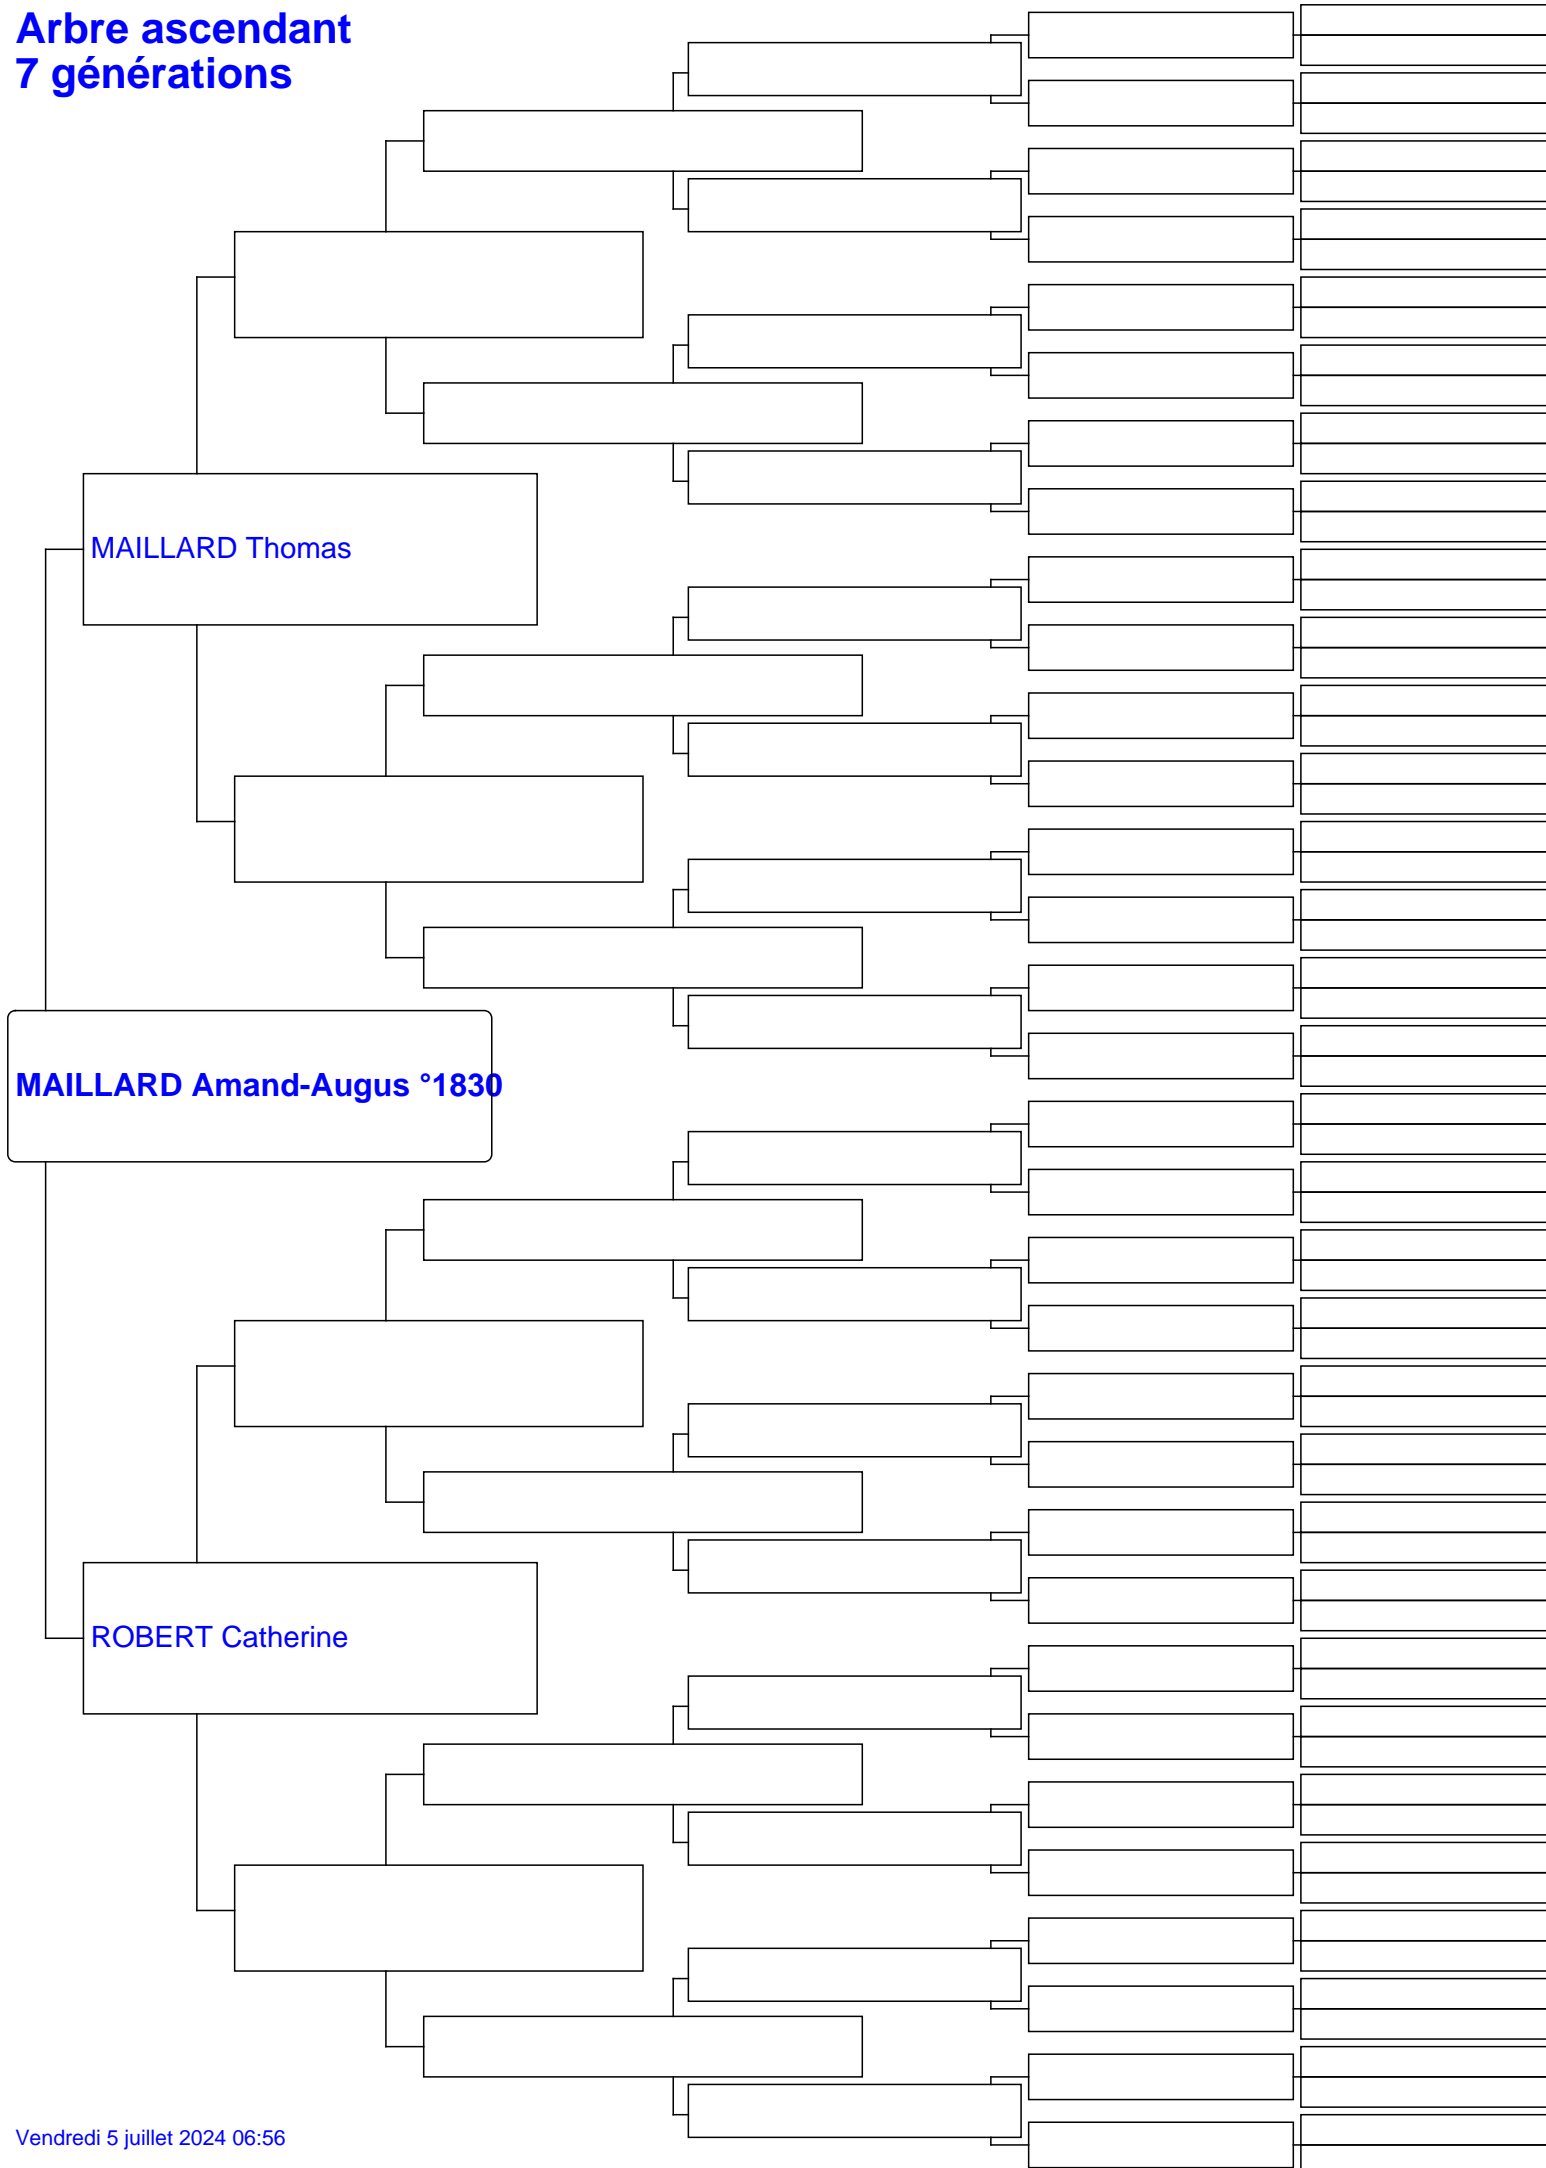 Arbre ascendant
7 générations
MAILLARD Thomas
MAILLARD Amand-Augus °1830
ROBERT Catherine
Vendredi 5 juillet 2024 06:56